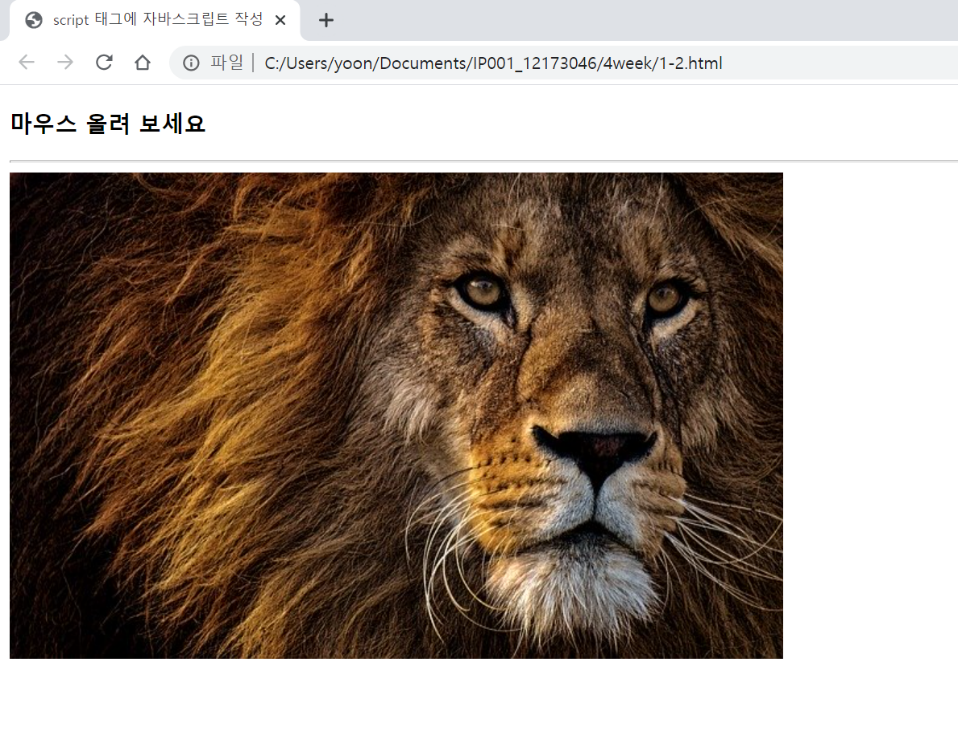 script 태그에 자바스크립트 작성
파일 C:/Users/yoon/Documents/IP001_12173046/4week/1-2.html
마우스 올려 보세요